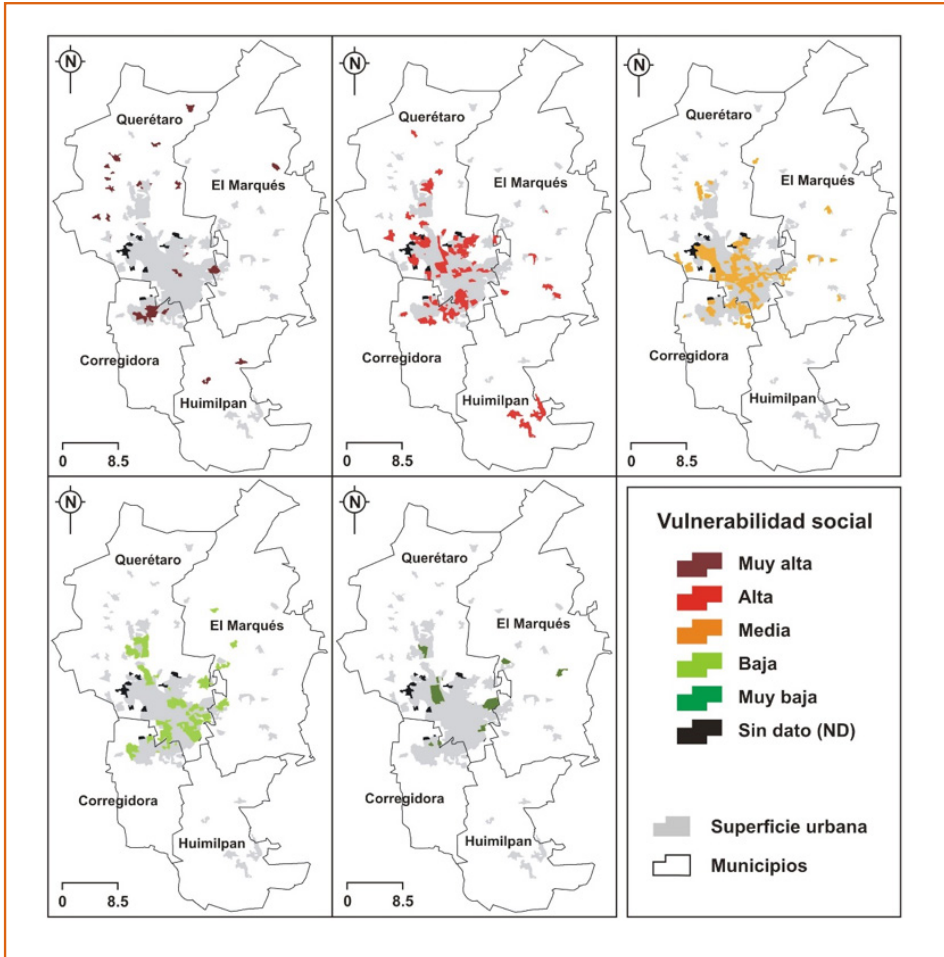 N
Querétaro
El Marqués
Corregidora
Huimilpan
0 8.5
N
Querétaro
El Marqués
Corregidora
Huimilpan
0 8.5
N
Querétaro
El Marqués
Corregidora
Huimilpan
0 8.5
N
Querétaro
El Marqués
Corregidora
Huimilpan
0 8.5
N
Querétaro
El Marqués
Corregidora
Huimilpan
0 8.5
Vulnerabilidad social
Muy alta
Alta
Media
Baja
Muy baja
Sin dato (ND)
Superficie urbana
Municipios